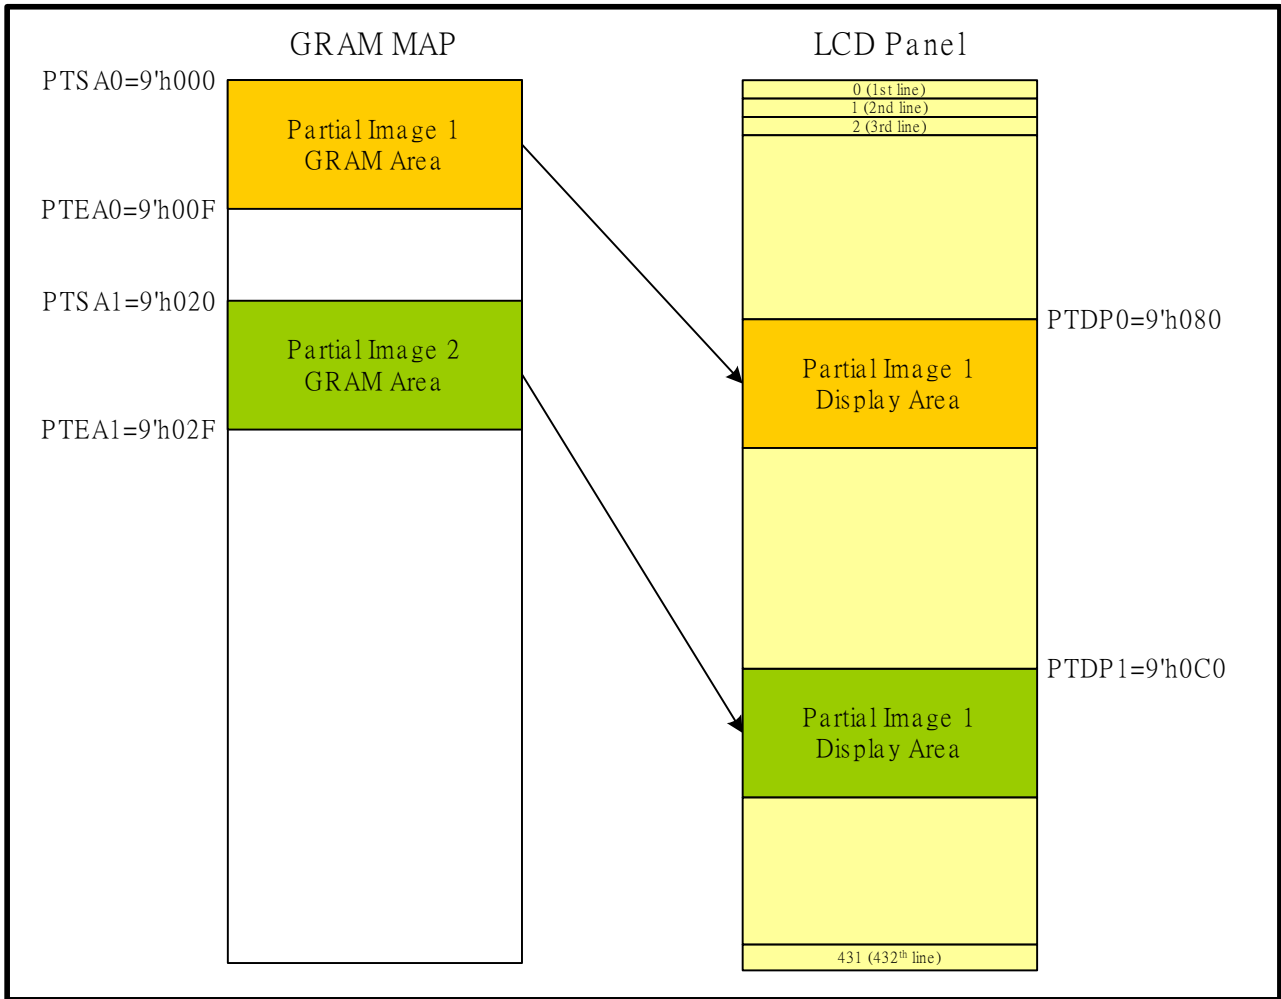 GRAM MAP
LCD Panel
PTSA0=9'h000
Partial Image 1
GRAM Area
PTEA0=9'h00F
PTSA1=9'h020
Partial Image 2
GRAM Area
PTEA1=9'h02F
0 (1st line)
1 (2nd line)
2 (3rd line)
PTDP0=9'h080
Partial Image 1
Display Area
PTDP1=9'h0C0
Partial Image 1
Display Area
431 (432th line)